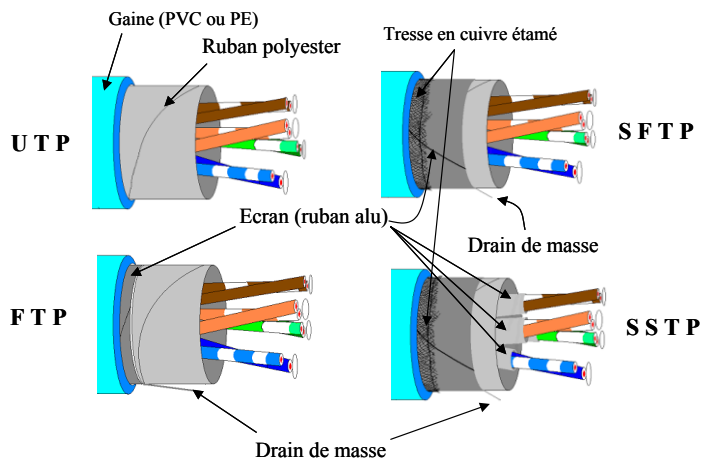 Gaine (PVC ou PE)
Ruban polyester
Tresse en cuivre étamé
U T P
S F T P
Ecran (ruban alu)
Drain de masse
F T P
S S T P
Drain de masse